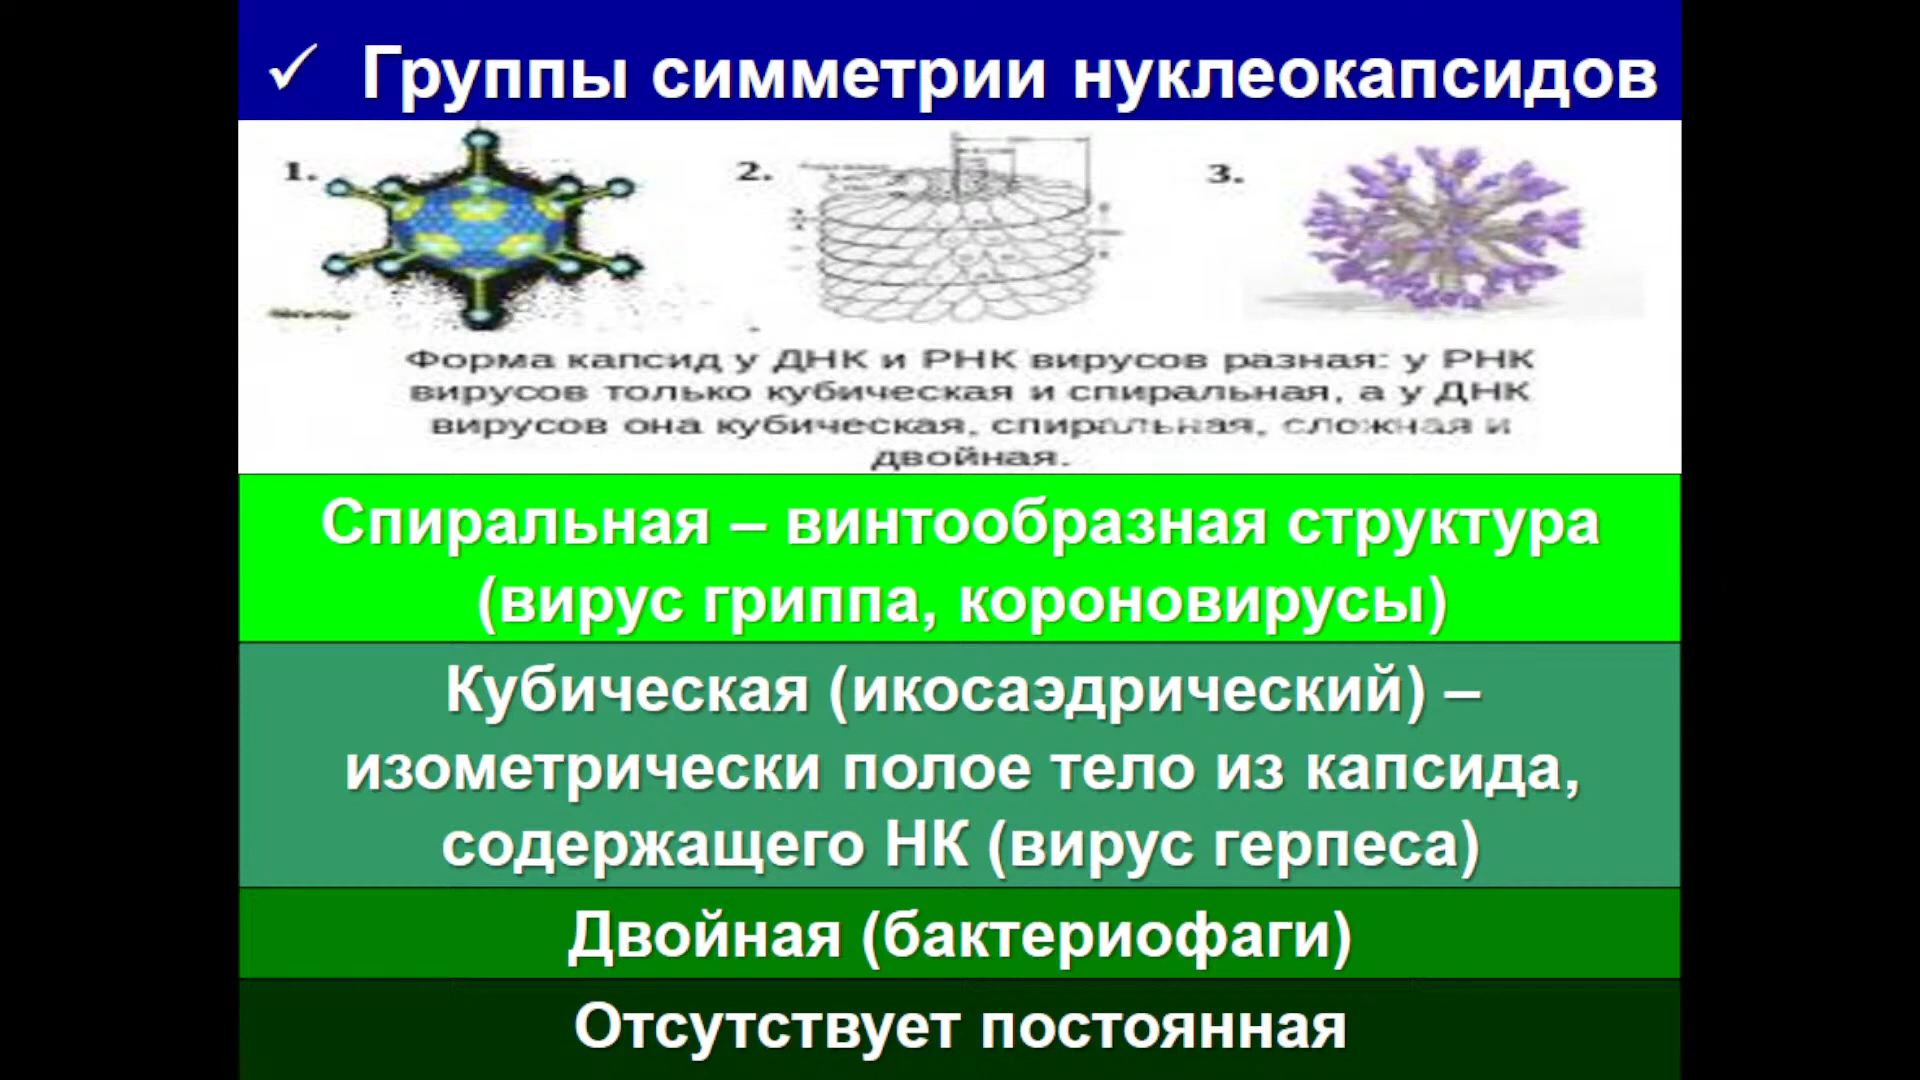 ✓ Группы симметрии нуклеокапсидов
1. 2. 3.
Форма капсид у ДНК и РНК вирусов разная: у РНК
вирусов только кубическая и спиральная, а у ДНК
вирусов она кубическая, спиральная, сложная и
двойная.
Спиральная – винтообразная структура
(вирус гриппа, короновирусы)
Кубическая (икосаэдрический) –
изометрически полое тело из капсида,
содержащего НК (вирус герпеса)
Двойная (бактериофаги)
Отсутствует постоянная